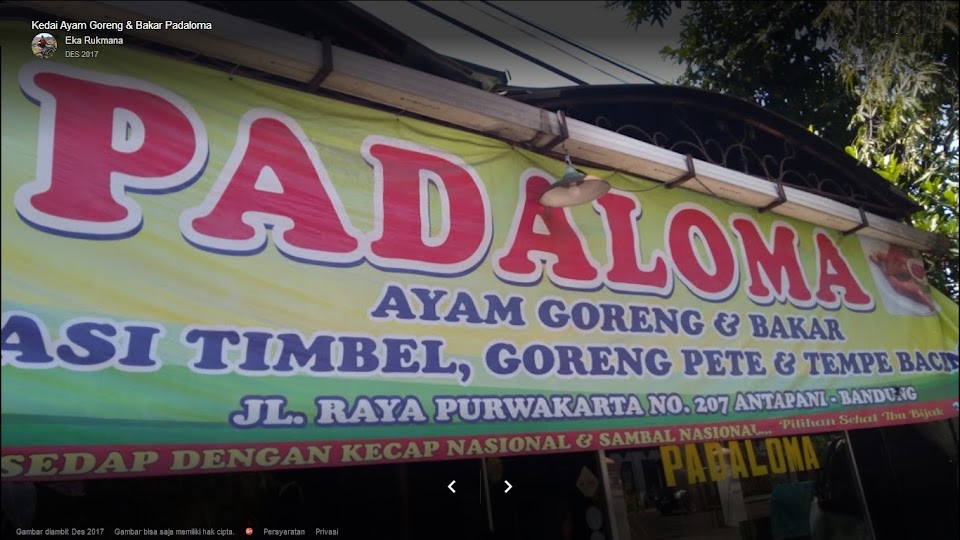 Kedai Ayam Goreng & Bakar Padaloma
Eka Rukmana
DES 2017
PADALOMA
AYAM GORENG & BAKAR
ASI TIMBEL, GORENG PETE & TEMPE BACE
JL. RAYA PURWAKARTA NO. 207 ANTAPANI - BANDUNG
Pilihan Sehat Ibu Bijak
SEDAP DENGAN KECAP NASIONAL & SAMBAL NASIONAL...
PADALOMA
Gambar diambil: Des 2017 Gambar bisa saja memiliki hak cipta. Persyaratan Privasi